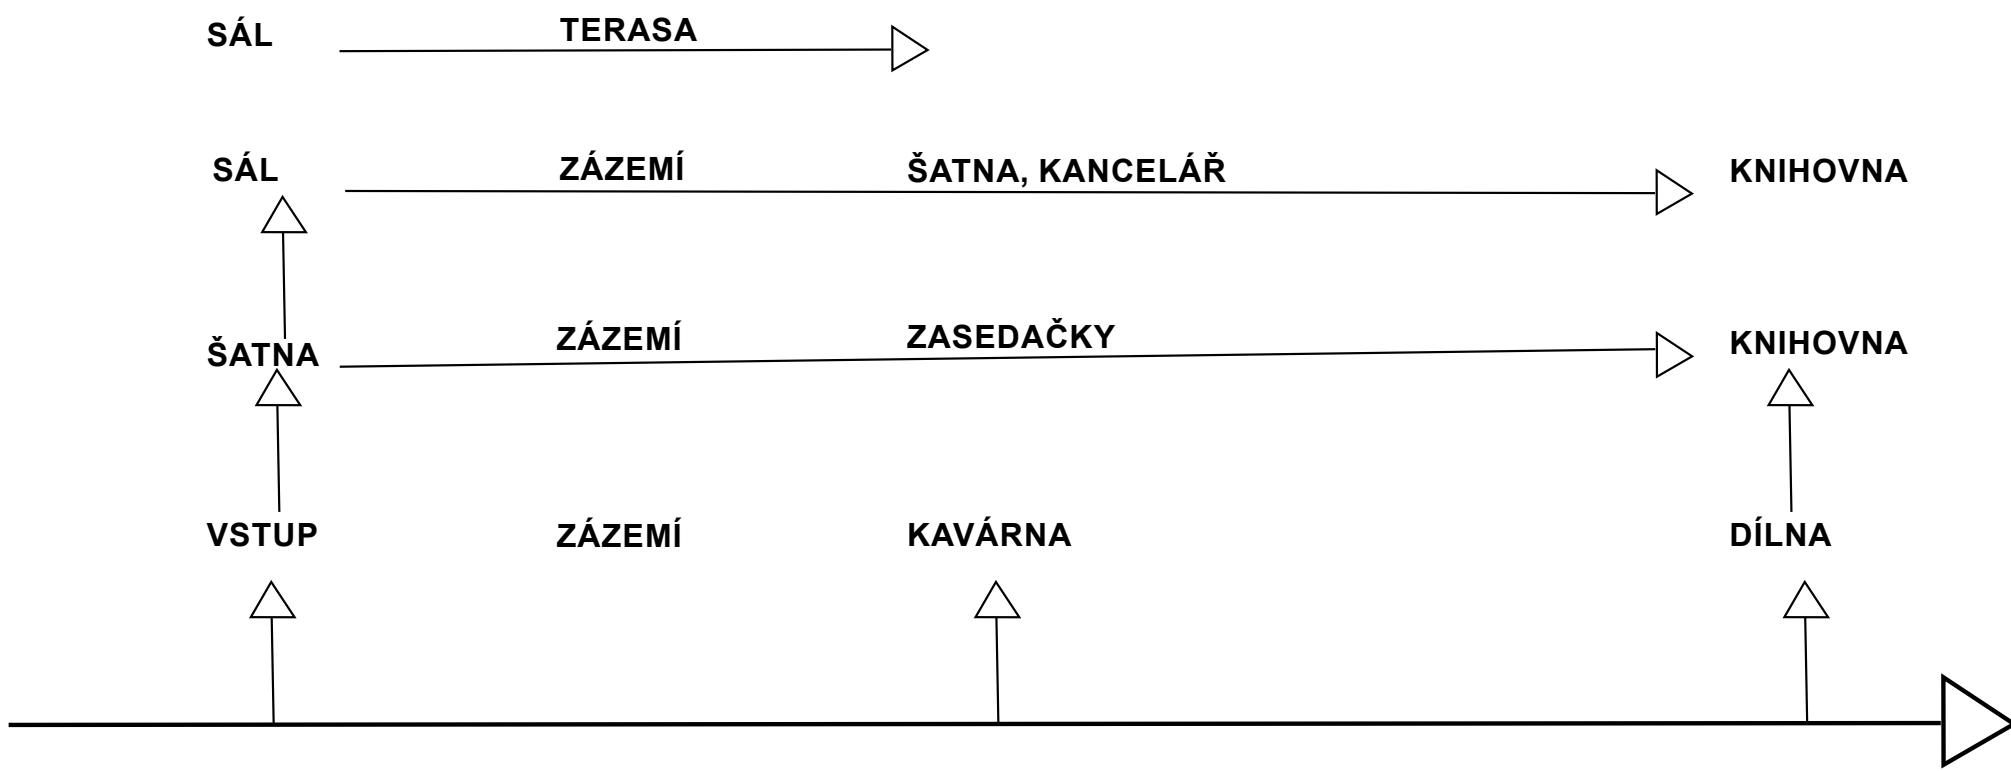 SÁL TERASA
SÁL ZÁZEMÍ ŠATNA, KANCELÁŘ KNIHOVNA
ŠATNA ZÁZEMÍ ZASEDAČKY KNIHOVNA
VSTUP ZÁZEMÍ KAVÁRNA DÍLNA